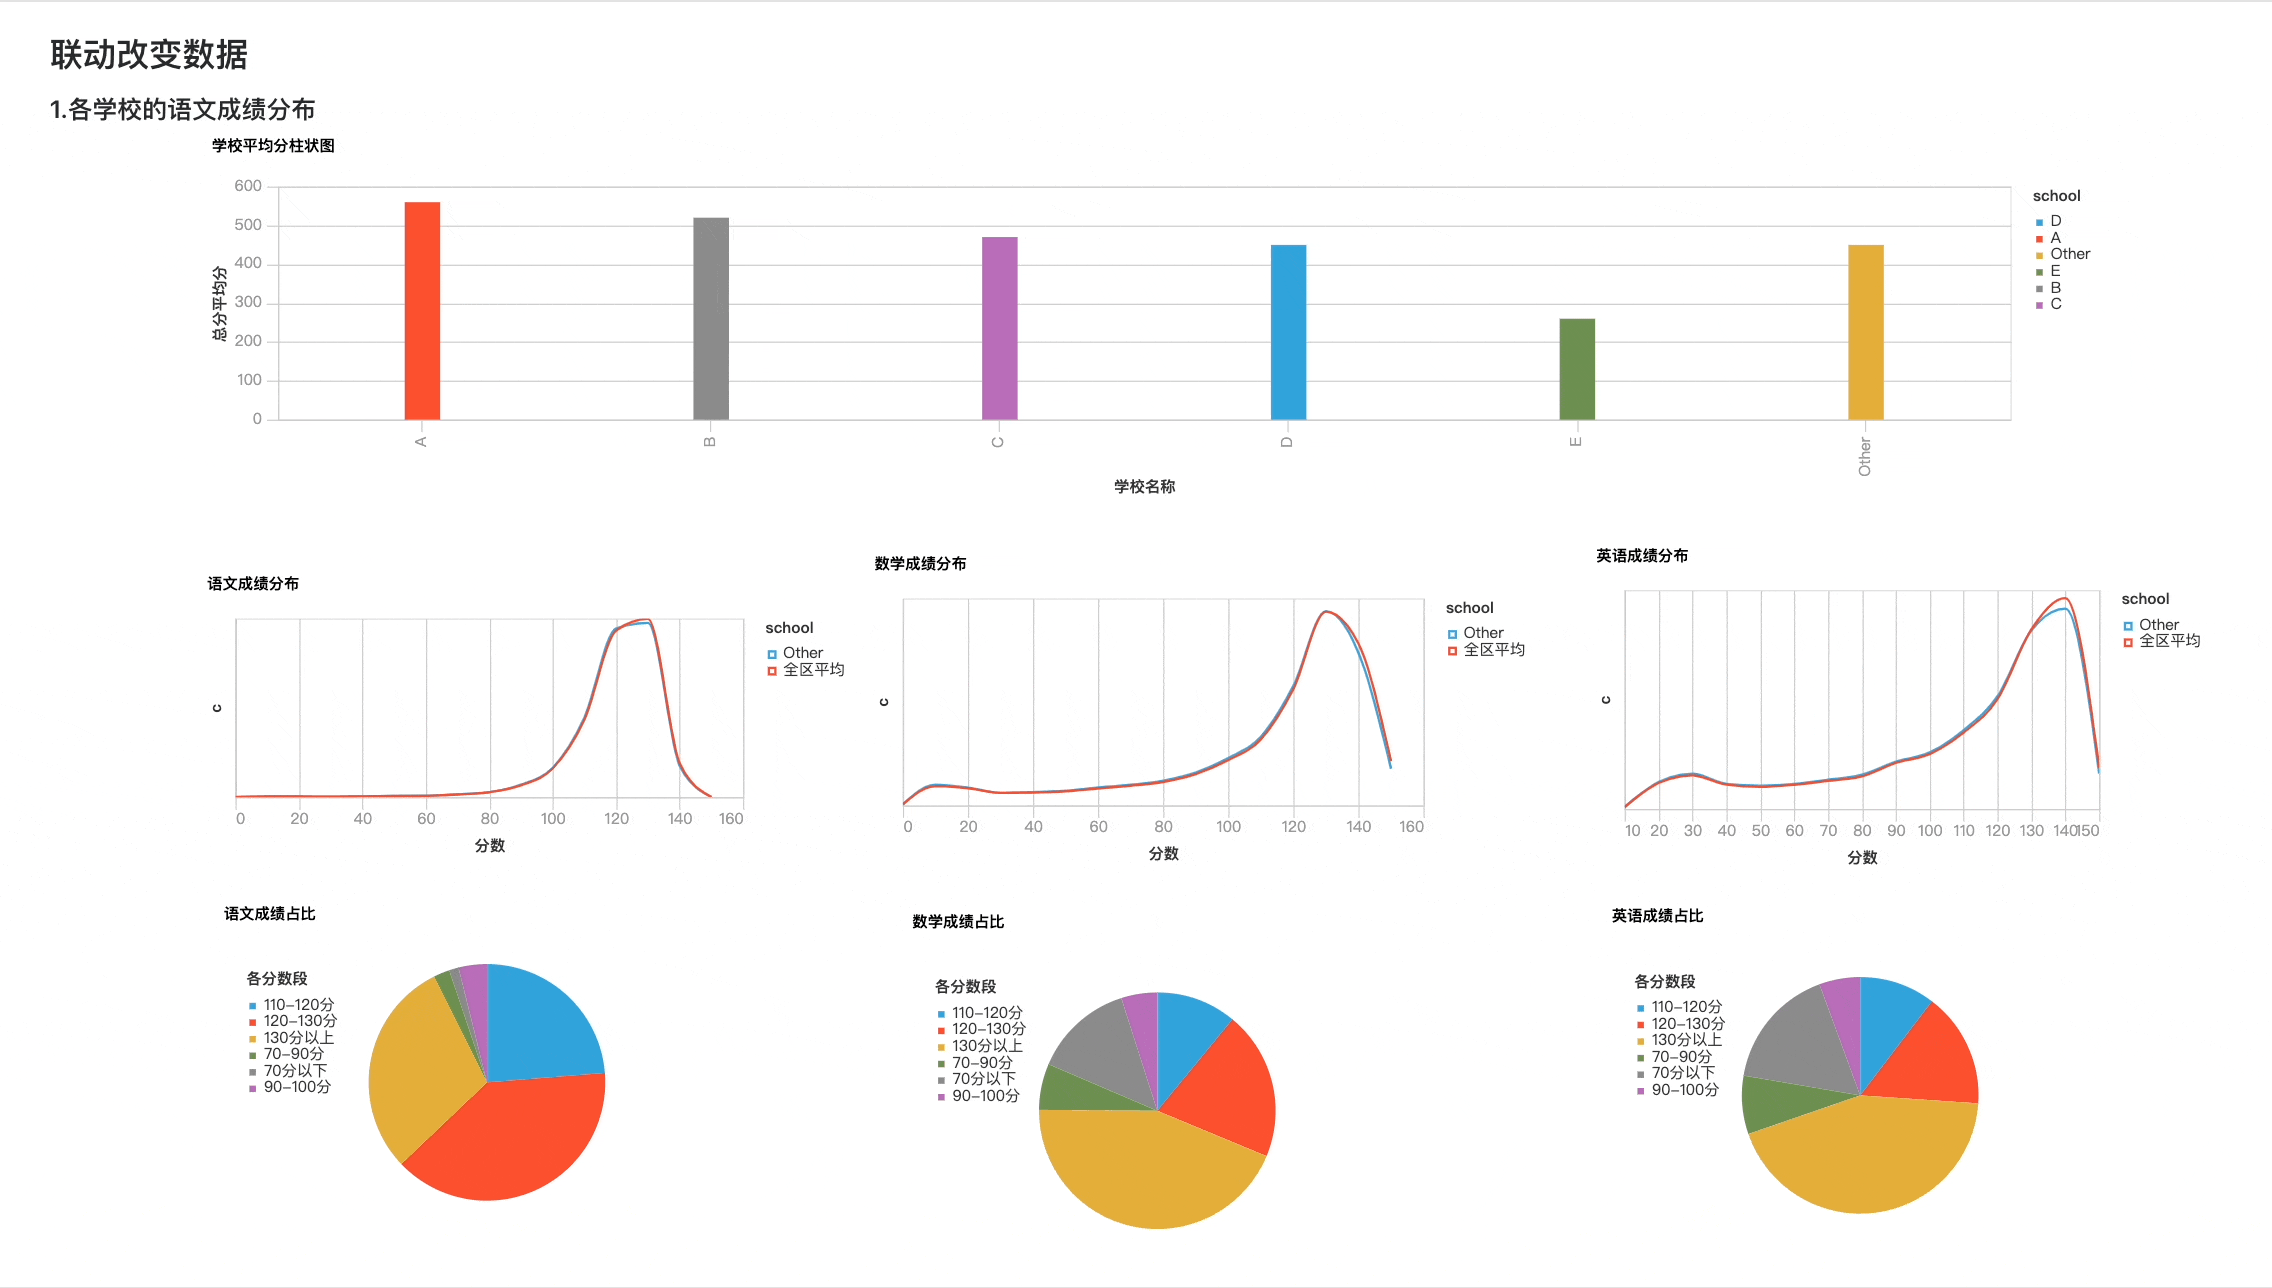 联动改变数据
1.各学校的语文成绩分布
学校平均分柱状图
总分平均分
600
500
400
300
200
100
0
A
B
C
D
E
Other
学校名称
school
D
A
Other
E
B
C
语文成绩分布
c
0 20 40 60 80 100 120 140 160
分数
school
Other
全区平均
数学成绩分布
c
0 20 40 60 80 100 120 140 160
分数
school
Other
全区平均
英语成绩分布
c
10 20 30 40 50 60 70 80 90 100 110 120 130 140 150
分数
school
Other
全区平均
语文成绩占比
各分数段
110–120分
120–130分
130分以上
70–90分
70分以下
90–100分
数学成绩占比
各分数段
110–120分
120–130分
130分以上
70–90分
70分以下
90–100分
英语成绩占比
各分数段
110–120分
120–130分
130分以上
70–90分
70分以下
90–100分